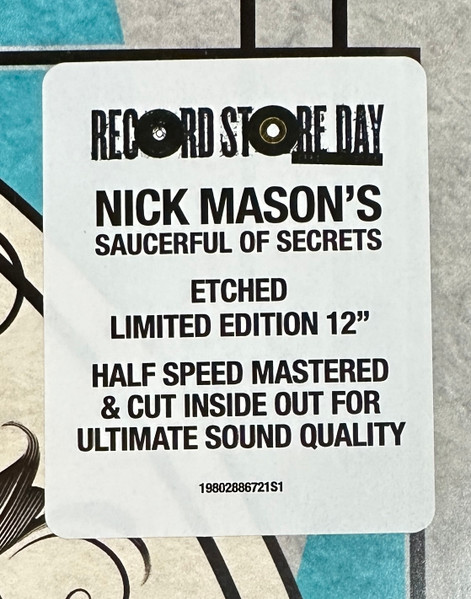 RECORD STORE DAY
NICK MASON'S
SAUCERFUL OF SECRETS
ETCHED
LIMITED EDITION 12”
HALF SPEED MASTERED
& CUT INSIDE OUT FOR
ULTIMATE SOUND QUALITY
19802886721S1